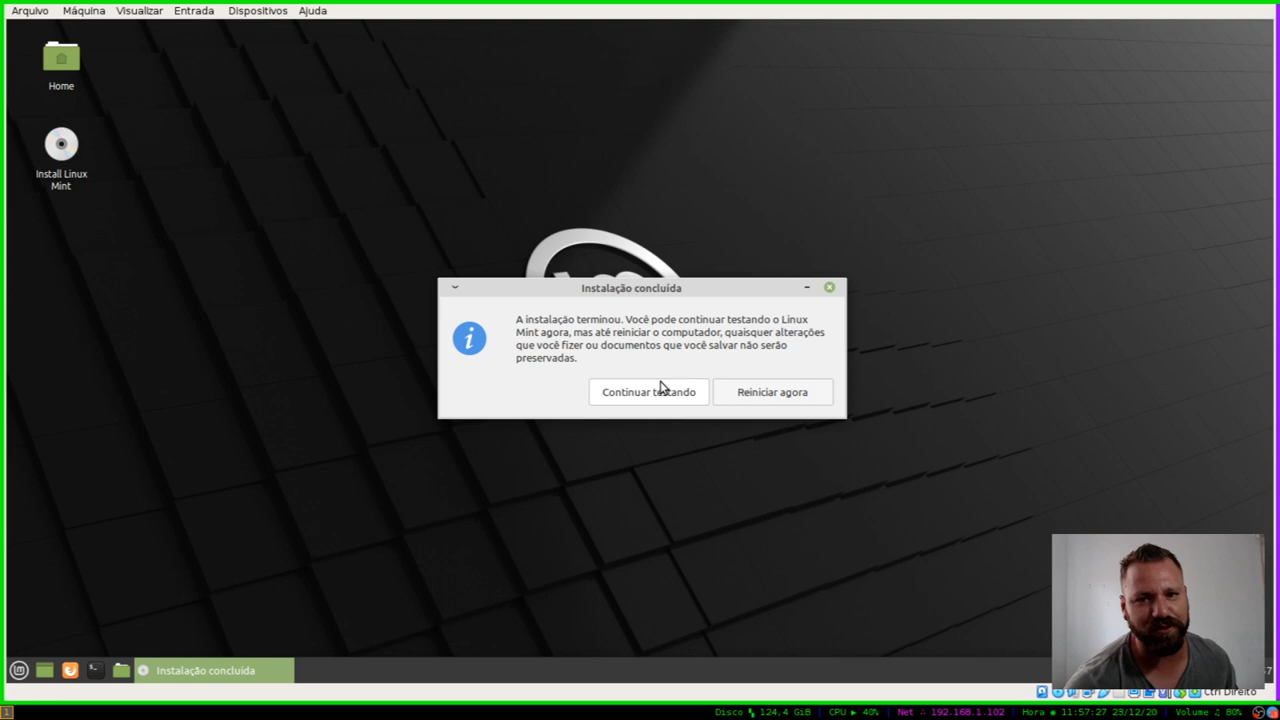 Arquivo Máquina Visualizar Entrada Dispositivos Ajuda
Home
Install Linux
Mint
Instalação concluída
A instalação terminou. Você pode continuar testando o Linux
Mint agora, mas até reiniciar o computador, quaisquer alterações
que você fizer ou documentos que você salvar não serão
preservadas.
Continuar testando Reiniciar agora
Instalação concluída
Ctrl Direito
1 Disco 124.4 GiB | CPU 40% | Net 192.168.1.102 | Hora 11:57:27 23/12/20 | Volume 80%